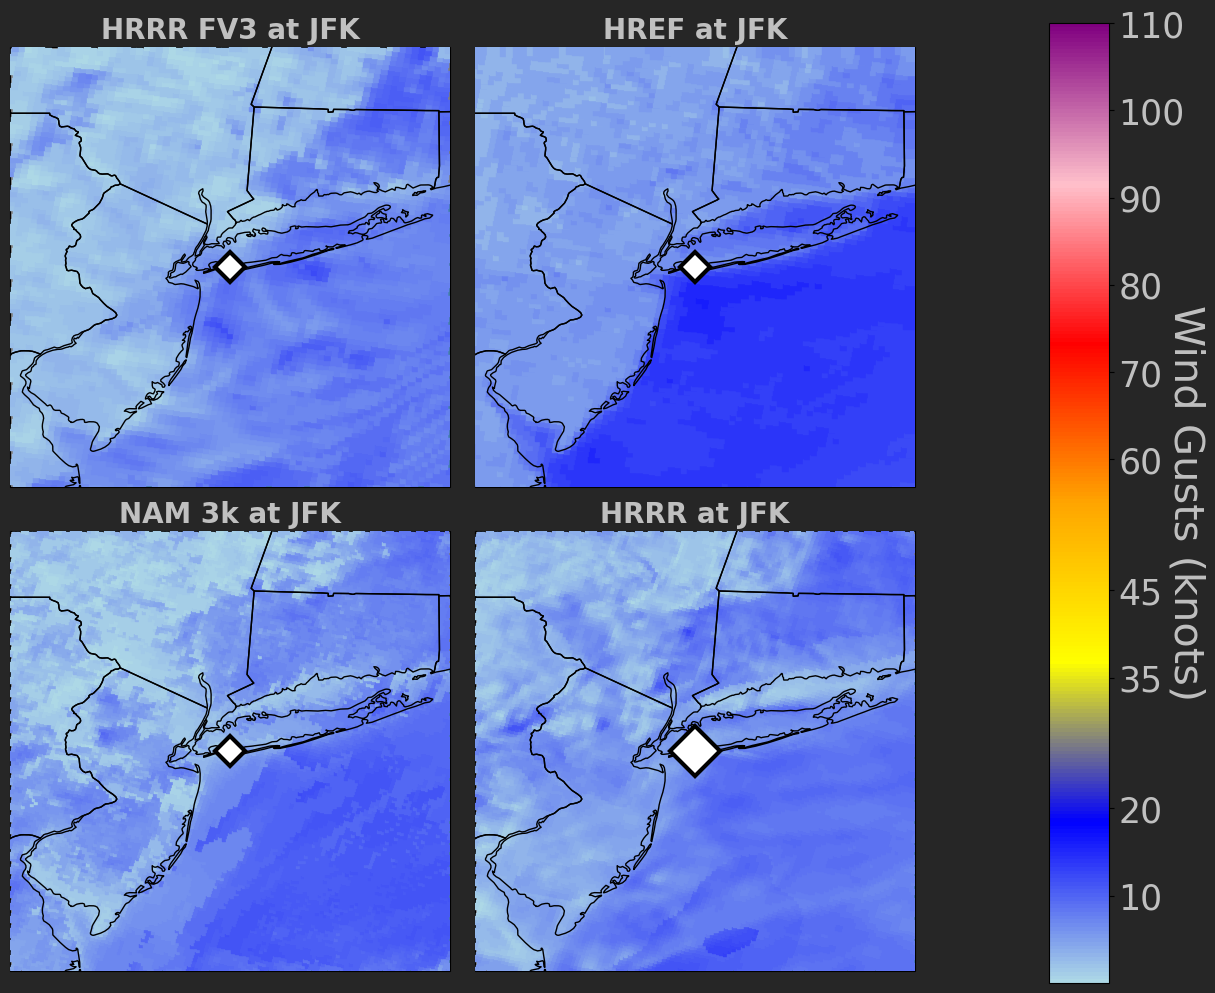 HRRR FV3 at JFK
HREF at JFK
NAM 3k at JFK
HRRR at JFK
110
100
90
80
70
60
45
35
20
10
Wind Gusts (knots)